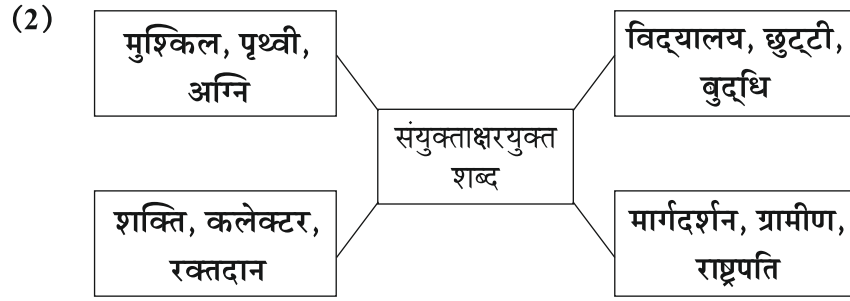 (2)
मुश्किल, पृथ्वी,
अग्नि
विद्‌यालय, छुट्‌टी,
बुद्‌धि
संयुक्ताक्षरयुक्त
शब्द
शक्ति, कलेक्टर,
रक्तदान
मार्गदर्शन, ग्रामीण,
राष्ट्रपति